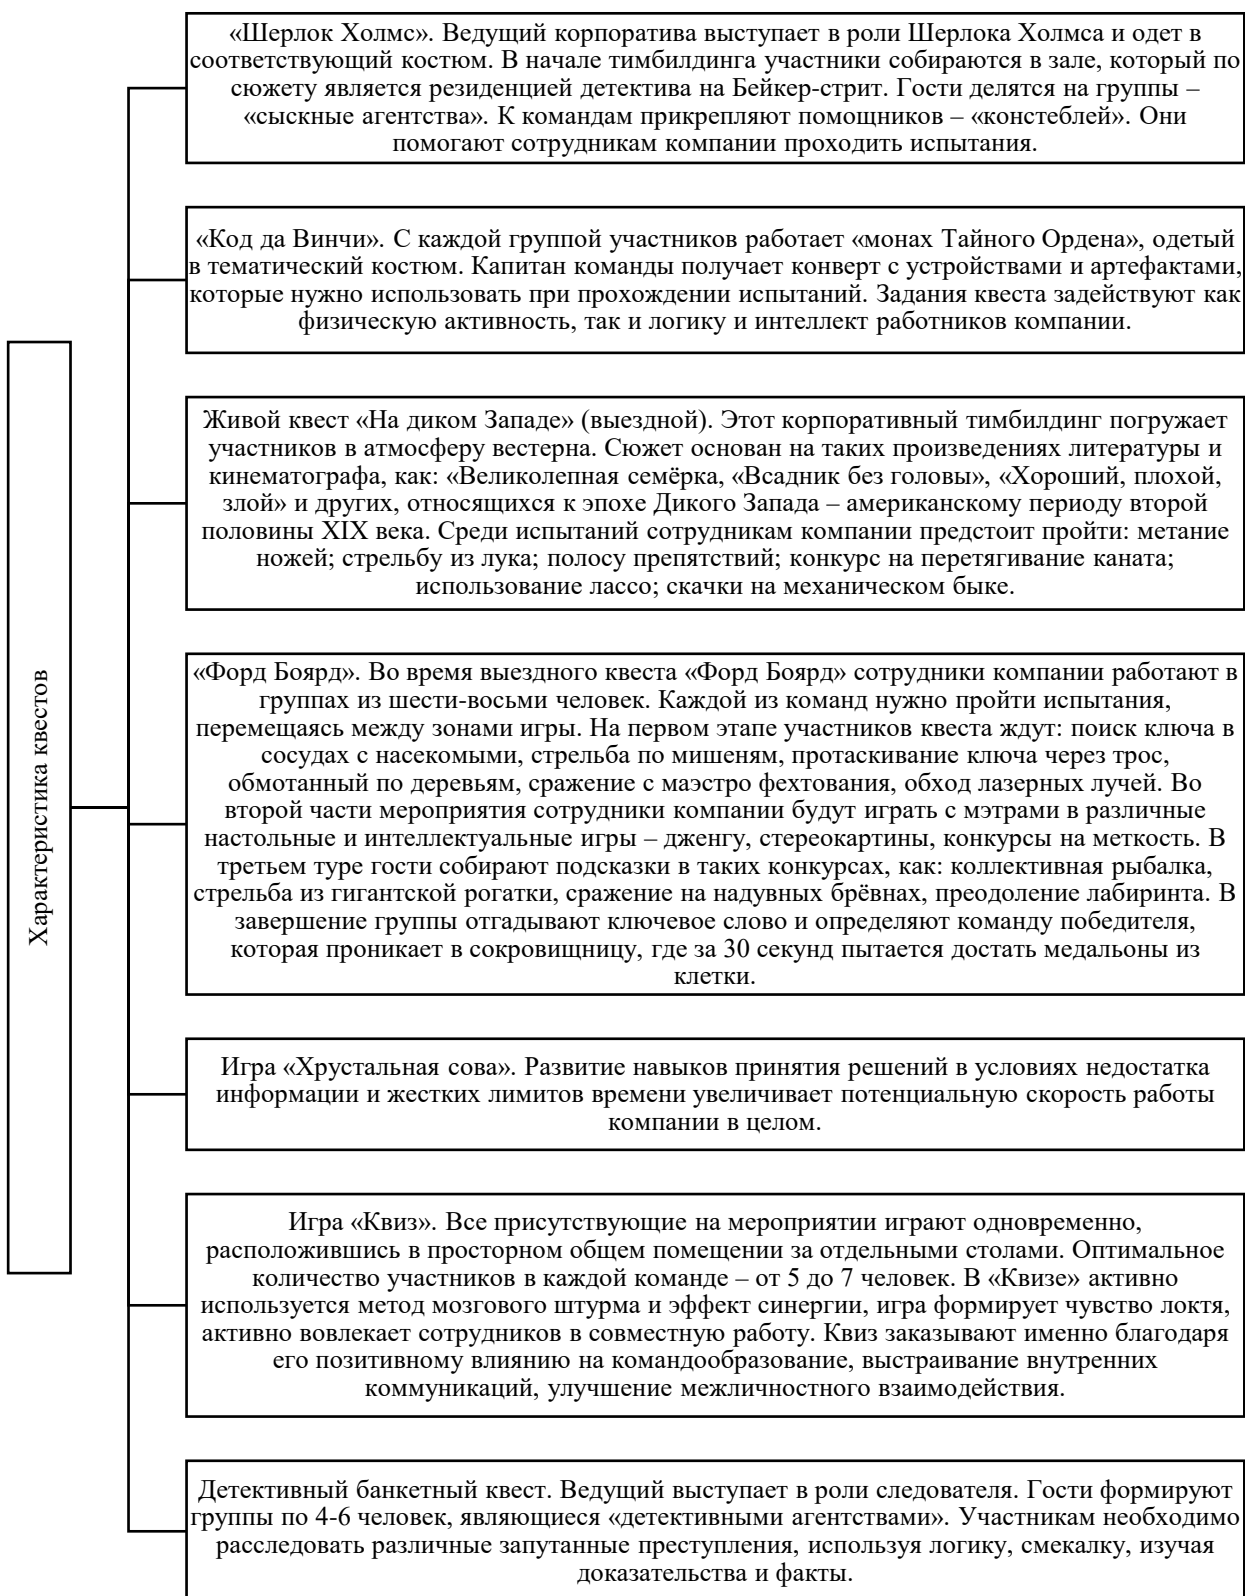 Характеристика квестов
«Шерлок Холмс». Ведущий корпоратива выступает в роли Шерлока Холмса и одет в
соответствующий костюм. В начале тимбилдинга участники собираются в зале, который по
сюжету является резиденцией детектива на Бейкер-стрит. Гости делятся на группы –
«сыскные агентства». К командам прикрепляют помощников – «констеблей». Они
помогают сотрудникам компании проходить испытания.
«Код да Винчи». С каждой группой участников работает «монах Тайного Ордена», одетый
в тематический костюм. Капитан команды получает конверт с устройствами и артефактами,
которые нужно использовать при прохождении испытаний. Задания квеста задействуют как
физическую активность, так и логику и интеллект работников компании.
Живой квест «На диком Западе» (выездной). Этот корпоративный тимбилдинг погружает
участников в атмосферу вестерна. Сюжет основан на таких произведениях литературы и
кинематографа, как: «Великолепная семёрка, «Всадник без головы», «Хороший, плохой,
злой» и других, относящихся к эпохе Дикого Запада – американскому периоду второй
половины XIX века. Среди испытаний сотрудникам компании предстоит пройти: метание
ножей; стрельбу из лука; полосу препятствий; конкурс на перетягивание каната;
использование лассо; скачки на механическом быке.
«Форд Боярд». Во время выездного квеста «Форд Боярд» сотрудники компании работают в
группах из шести-восьми человек. Каждой из команд нужно пройти испытания,
перемещаясь между зонами игры. На первом этапе участников квеста ждут: поиск ключа в
сосудах с насекомыми, стрельба по мишеням, протаскивание ключа через трос,
обмотанный по деревьям, сражение с маэстро фехтования, обход лазерных лучей. Во
второй части мероприятия сотрудники компании будут играть с мэтрами в различные
настольные и интеллектуальные игры – дженгу, стереокартины, конкурсы на меткость. В
третьем туре гости собирают подсказки в таких конкурсах, как: коллективная рыбалка,
стрельба из гигантской рогатки, сражение на надувных брёвнах, преодоление лабиринта. В
завершение группы отгадывают ключевое слово и определяют команду победителя,
которая проникает в сокровищницу, где за 30 секунд пытается достать медальоны из
клетки.
Игра «Хрустальная сова». Развитие навыков принятия решений в условиях недостатка
информации и жестких лимитов времени увеличивает потенциальную скорость работы
компании в целом.
Игра «Квиз». Все присутствующие на мероприятии играют одновременно,
расположившись в просторном общем помещении за отдельными столами. Оптимальное
количество участников в каждой команде – от 5 до 7 человек. В «Квизе» активно
используется метод мозгового штурма и эффект синергии, игра формирует чувство локтя,
активно вовлекает сотрудников в совместную работу. Квиз заказывают именно благодаря
его позитивному влиянию на командообразование, выстраивание внутренних
коммуникаций, улучшение межличностного взаимодействия.
Детективный банкетный квест. Ведущий выступает в роли следователя. Гости формируют
группы по 4-6 человек, являющиеся «детективными агентствами». Участникам необходимо
расследовать различные запутанные преступления, используя логику, смекалку, изучая
доказательства и факты.